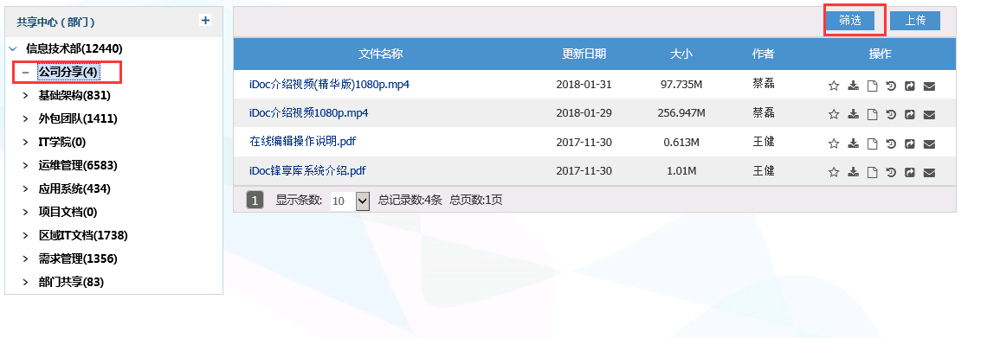 共享中心（部门）
信息技术部(12440)
公司分享(4)
基础架构(831)
外包团队(1411)
IT学院(0)
运维管理(6583)
应用系统(434)
项目文档(0)
区域IT文档(1738)
需求管理(1356)
部门共享(83)
筛选 上传
文件名称 更新日期 大小 作者 操作
iDoc介绍视频(精华版)1080p.mp4 2018-01-31 97.735M 蔡磊
iDoc介绍视频1080p.mp4 2018-01-29 256.947M 蔡磊
在线编辑操作说明.pdf 2017-11-30 0.613M 王健
iDoc锋享库系统介绍.pdf 2017-11-30 1.01M 王健
1 显示条数: 10 总记录数:4条 总页数:1页